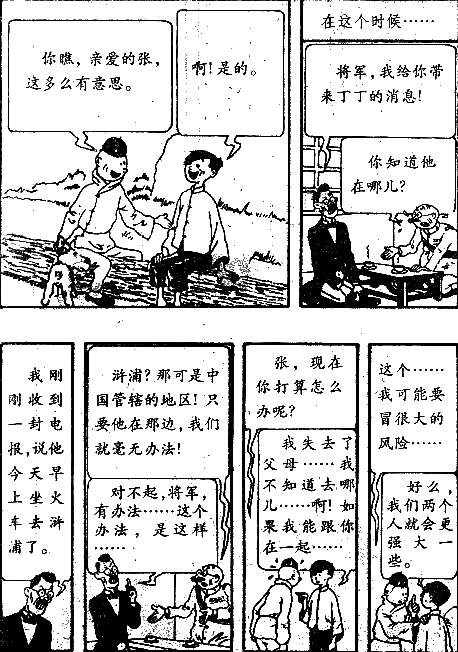 你瞧，亲爱的张，
这多么有意思。
啊！是的。
在这个时候……
将军，我给你带
来丁丁的消息！
你知道他
在哪儿？
我刚
刚收到
一封电
报，说他
今天早
上坐火
车去浒
浦了。
浒浦？那可是中
国管辖的地区！只
要他在那边，我们
就毫无办法！
对不起，将军，
有办法……这个
办法，是这样
……
张，现在
你打算怎么
办呢？
我失去了
父母……我
不知道去哪
儿……啊！如
果我能跟你
在一起……
这个……
我可能要
冒很大的
风险……
好么，
我们两个
人就会更
强大一
些。